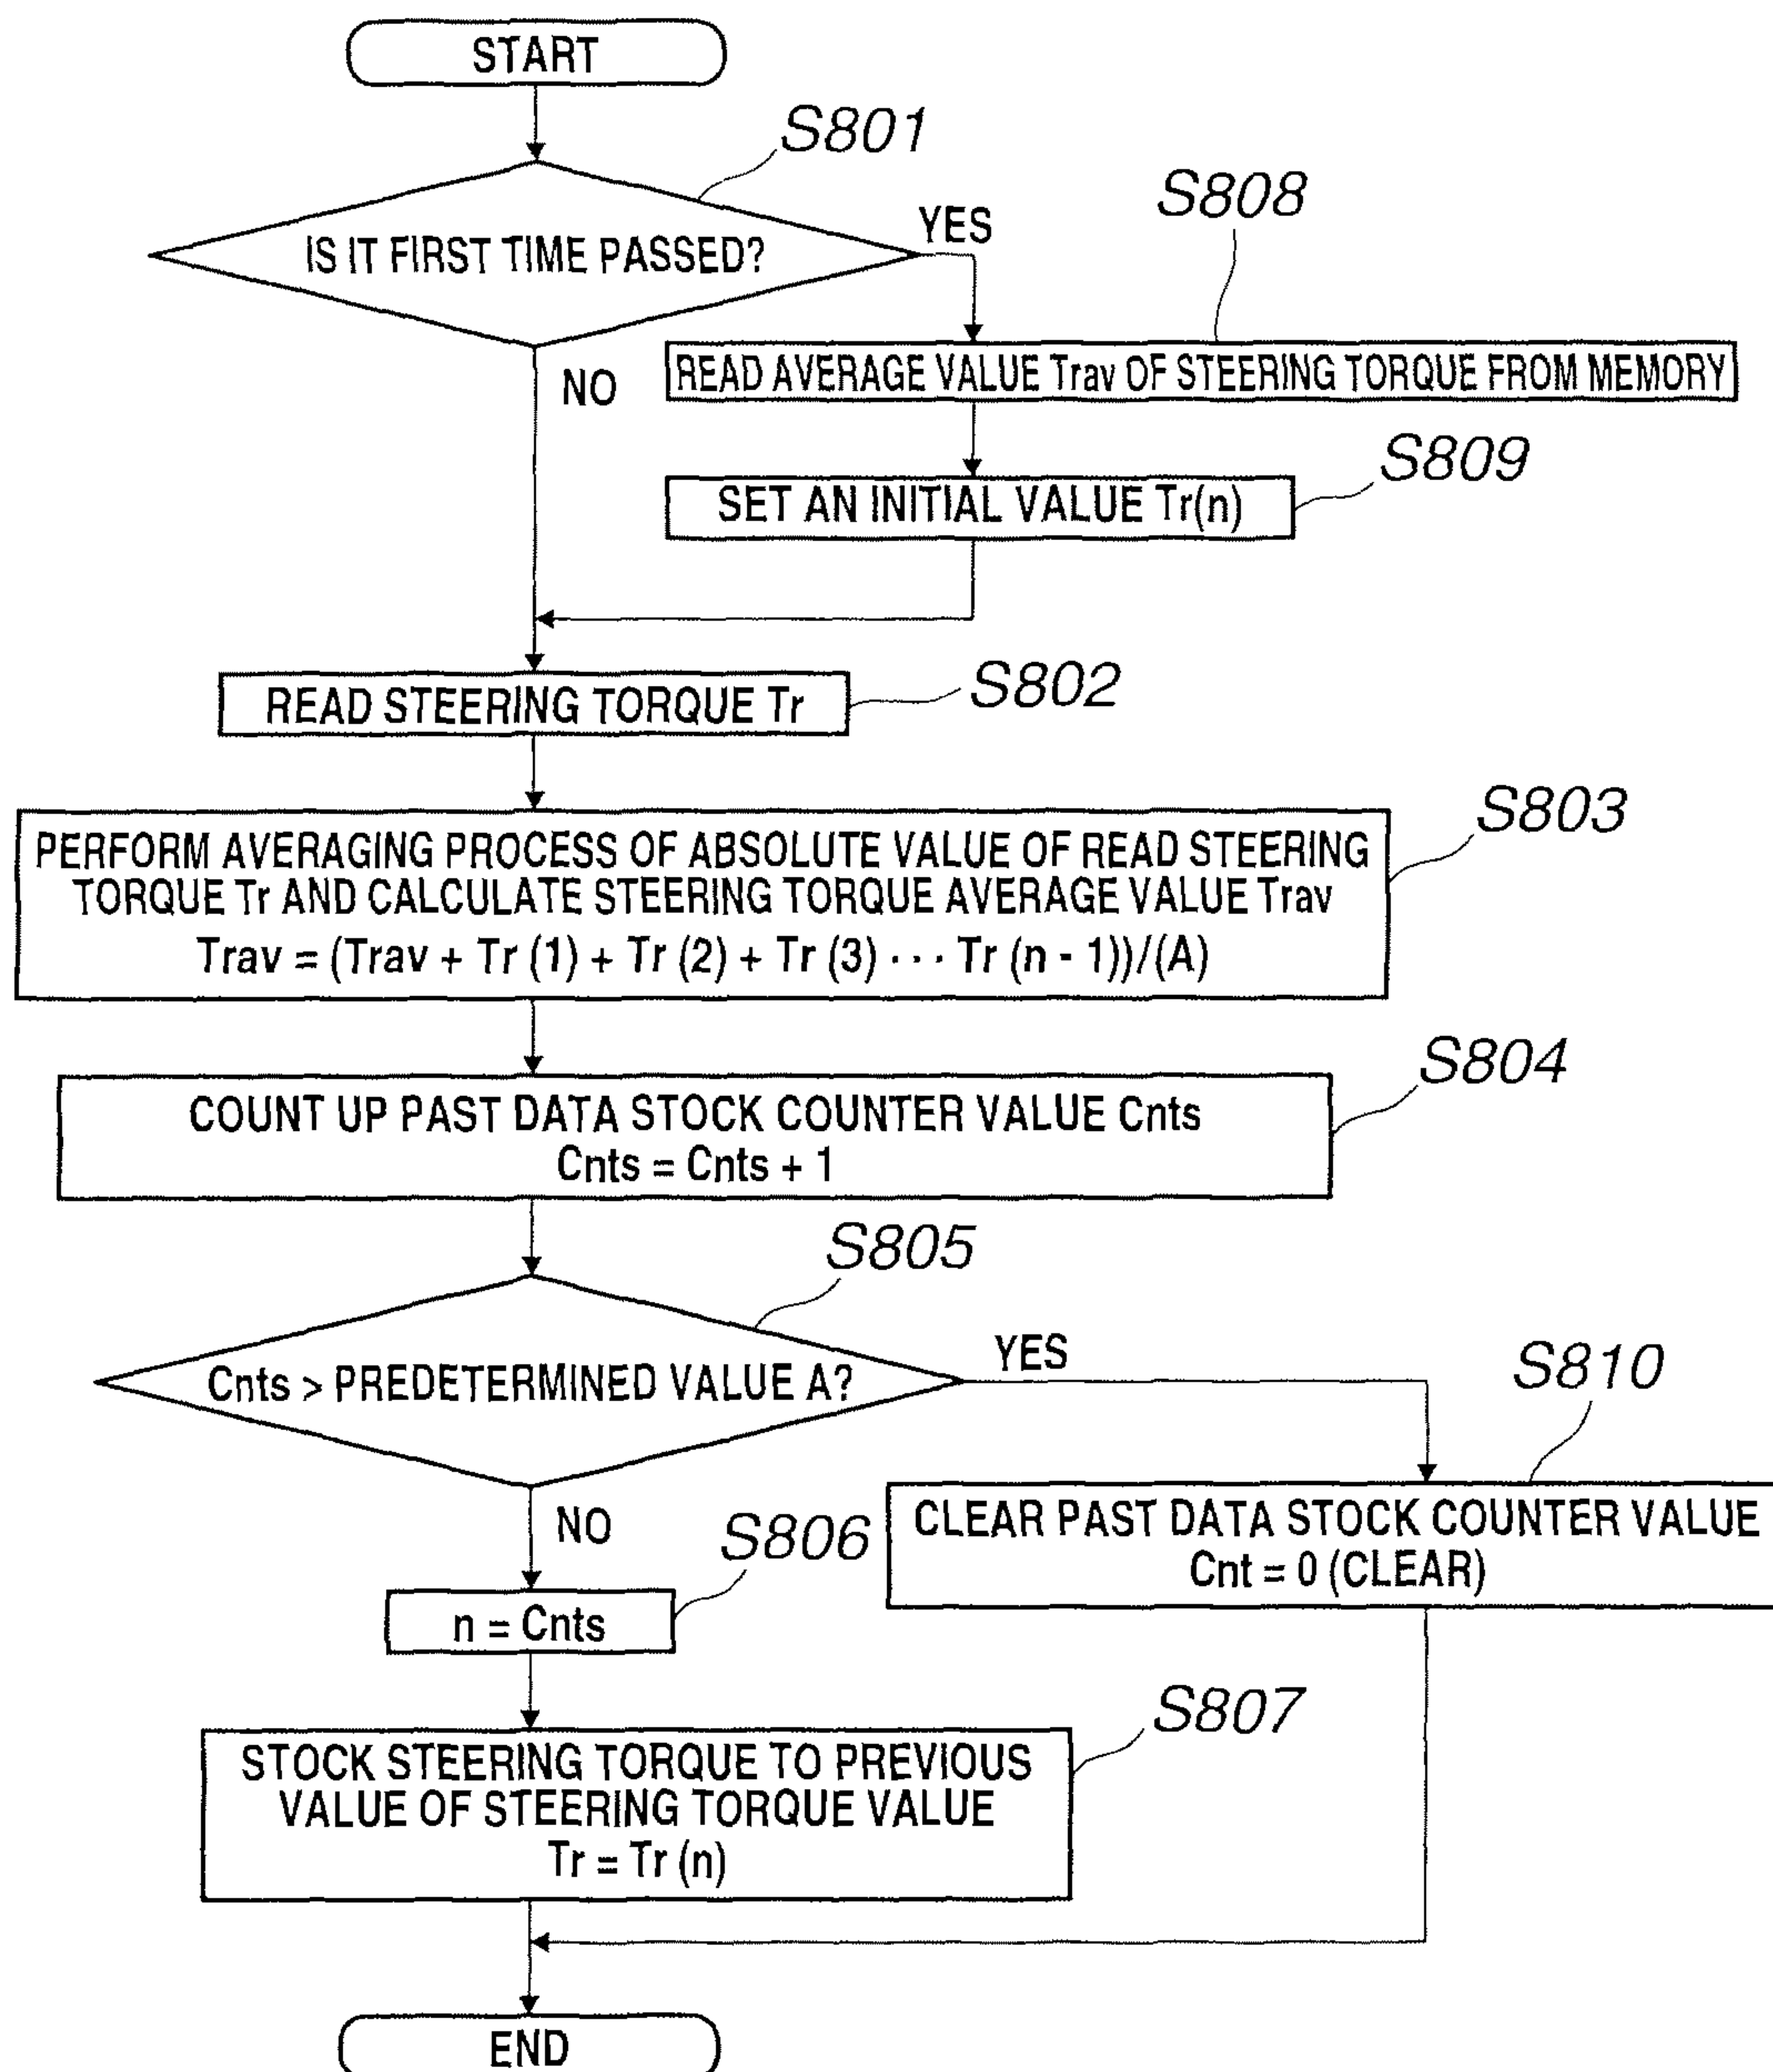 START
S801
IS IT FIRST TIME PASSED?
YES
NO
S808
READ AVERAGE VALUE Trav OF STEERING TORQUE FROM MEMORY
S809
SET AN INITIAL VALUE Tr(n)
S802
READ STEERING TORQUE Tr
S803
PERFORM AVERAGING PROCESS OF ABSOLUTE VALUE OF READ STEERING
TORQUE Tr AND CALCULATE STEERING TORQUE AVERAGE VALUE Trav
Trav = (Trav + Tr (1) + Tr (2) + Tr (3) ··· Tr (n - 1))/(A)
S804
COUNT UP PAST DATA STOCK COUNTER VALUE Cnts
Cnts = Cnts + 1
S805
Cnts > PREDETERMINED VALUE A?
YES
NO
S810
CLEAR PAST DATA STOCK COUNTER VALUE
Cnt = 0 (CLEAR)
S806
n = Cnts
S807
STOCK STEERING TORQUE TO PREVIOUS
VALUE OF STEERING TORQUE VALUE
Tr = Tr (n)
END